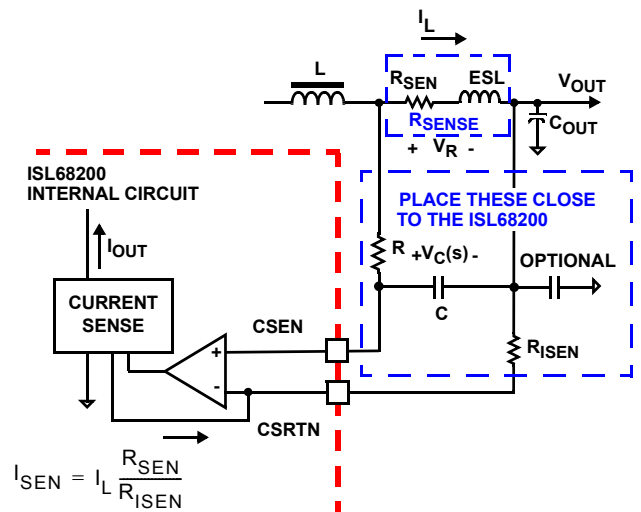 I_L
L
R_SEN
ESL
V_OUT
R_SENSE
C_OUT
+ V_R -
ISL68200
INTERNAL CIRCUIT
PLACE THESE CLOSE
TO THE ISL68200
I_OUT
R
+V_C(s)-
OPTIONAL
CURRENT
SENSE
C
CSEN
+
R_ISEN
-
CSRTN
I_SEN = I_L R_SEN / R_ISEN